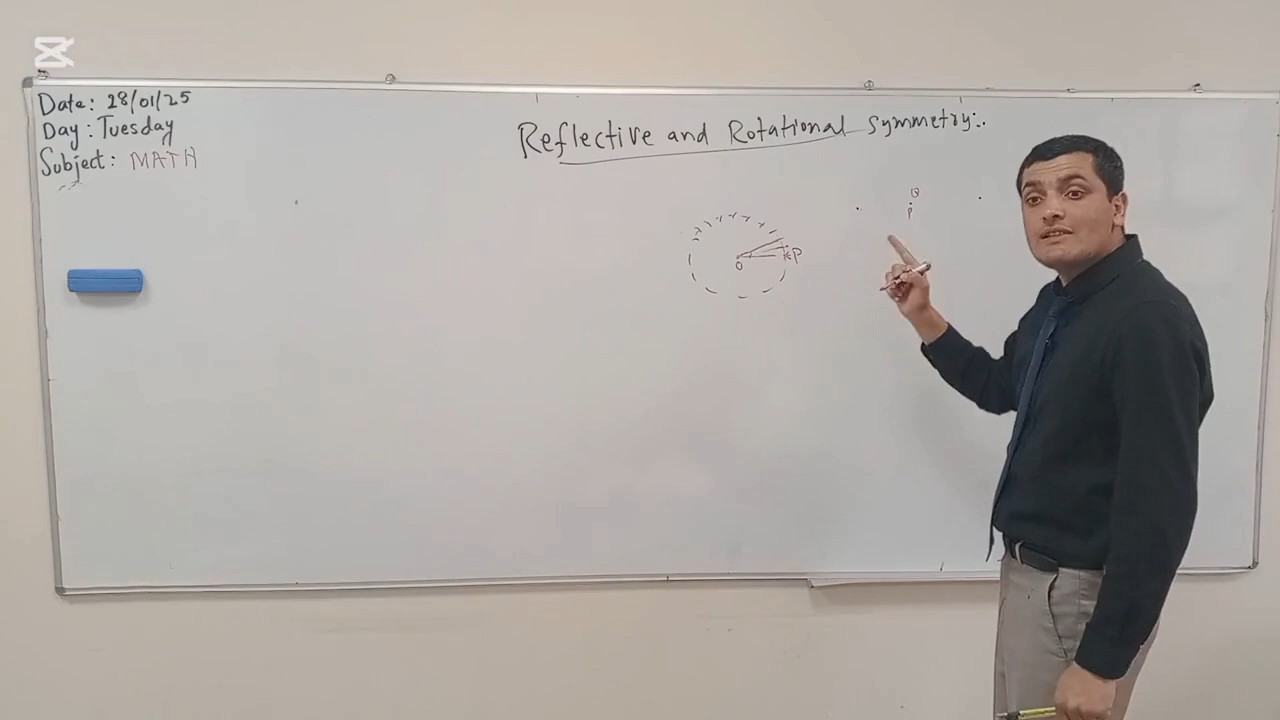 Date: 28/01/25
Day: Tuesday
Subject: MATH
Reflective and Rotational Symmetry:.
Q
P
O
P